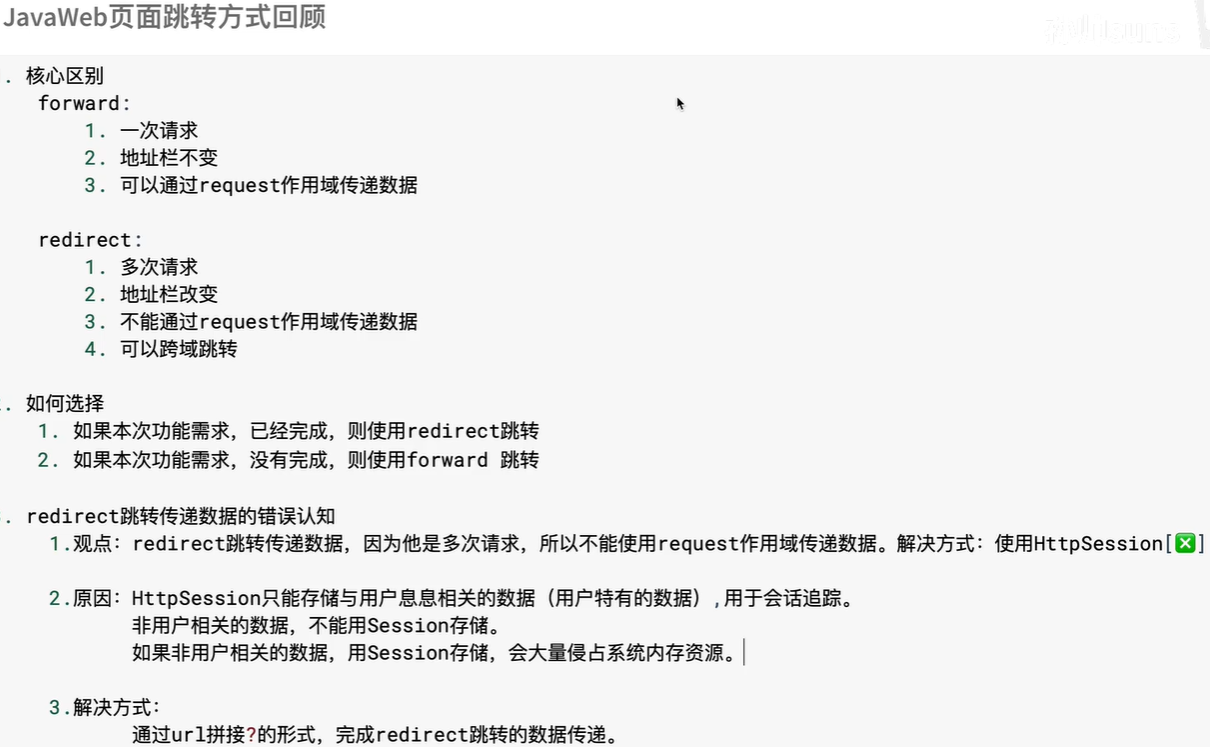 JavaWeb页面跳转方式回顾
. 核心区别
forward:
1. 一次请求
2. 地址栏不变
3. 可以通过request作用域传递数据
redirect:
1. 多次请求
2. 地址栏改变
3. 不能通过request作用域传递数据
4. 可以跨域跳转
. 如何选择
1. 如果本次功能需求，已经完成，则使用redirect跳转
2. 如果本次功能需求，没有完成，则使用forward 跳转
. redirect跳转传递数据的错误认知
1.观点：redirect跳转传递数据，因为他是多次请求，所以不能使用request作用域传递数据。解决方式：使用HttpSession[❎]
2.原因：HttpSession只能存储与用户息息相关的数据（用户特有的数据）,用于会话追踪。
非用户相关的数据，不能用Session存储。
如果非用户相关的数据，用Session存储，会大量侵占系统内存资源。
3.解决方式：
通过url拼接?的形式，完成redirect跳转的数据传递。